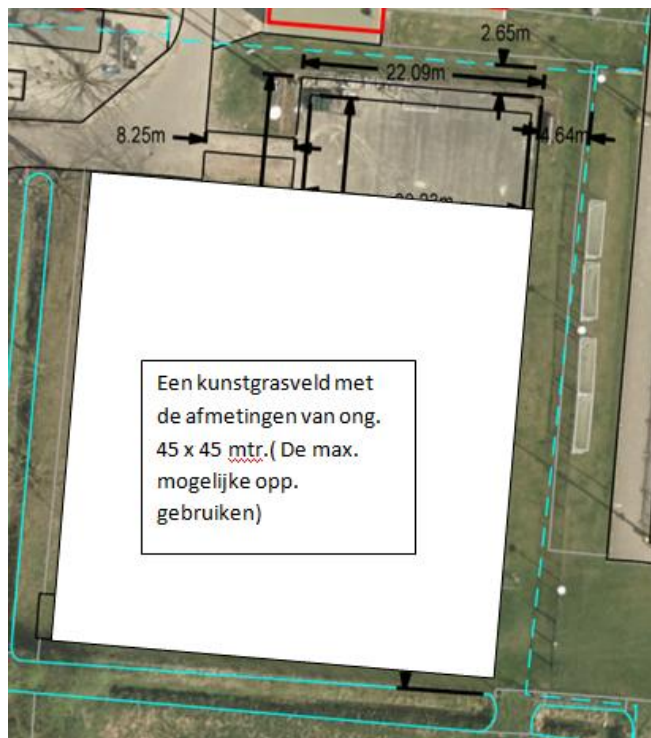 2.65m
22.09m
8.25m
4.64m
Een kunstgrasveld met
de afmetingen van ong.
45 x 45 mtr.( De max.
mogelijke opp.
gebruiken)